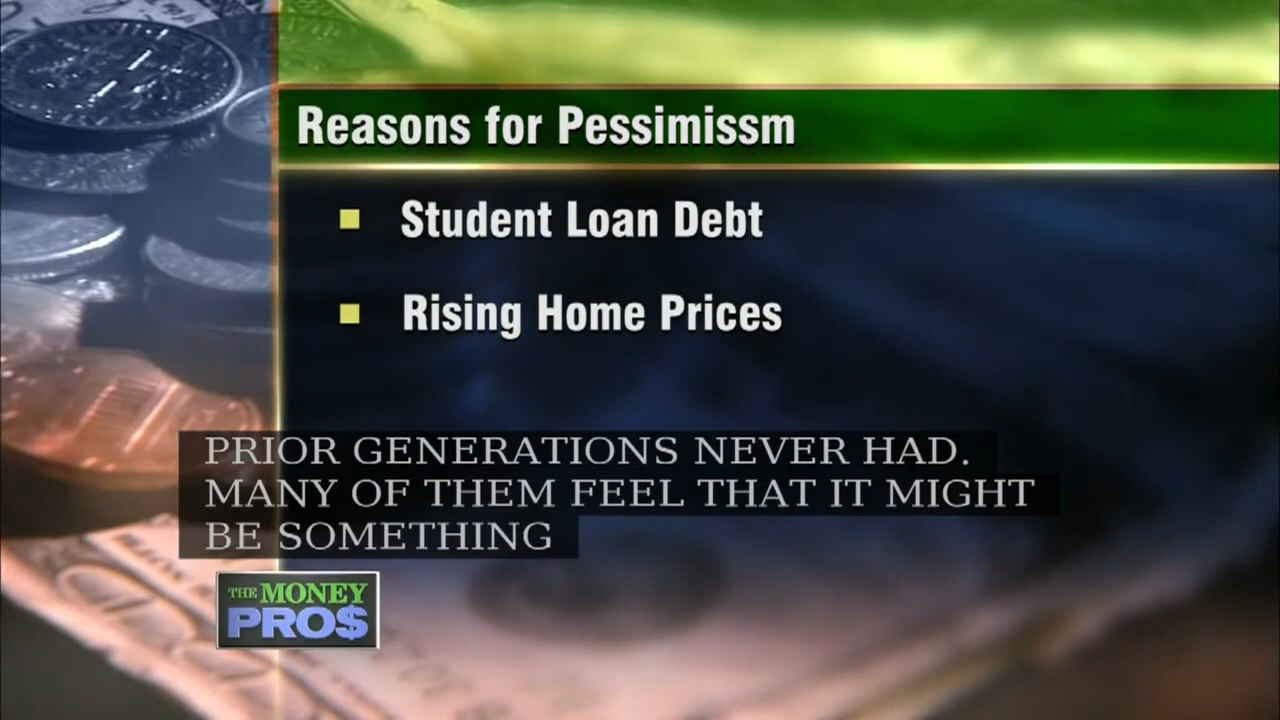 Reasons for Pessimissm
Student Loan Debt
Rising Home Prices
PRIOR GENERATIONS NEVER HAD.
MANY OF THEM FEEL THAT IT MIGHT
BE SOMETHING
THE MONEY
PRO$